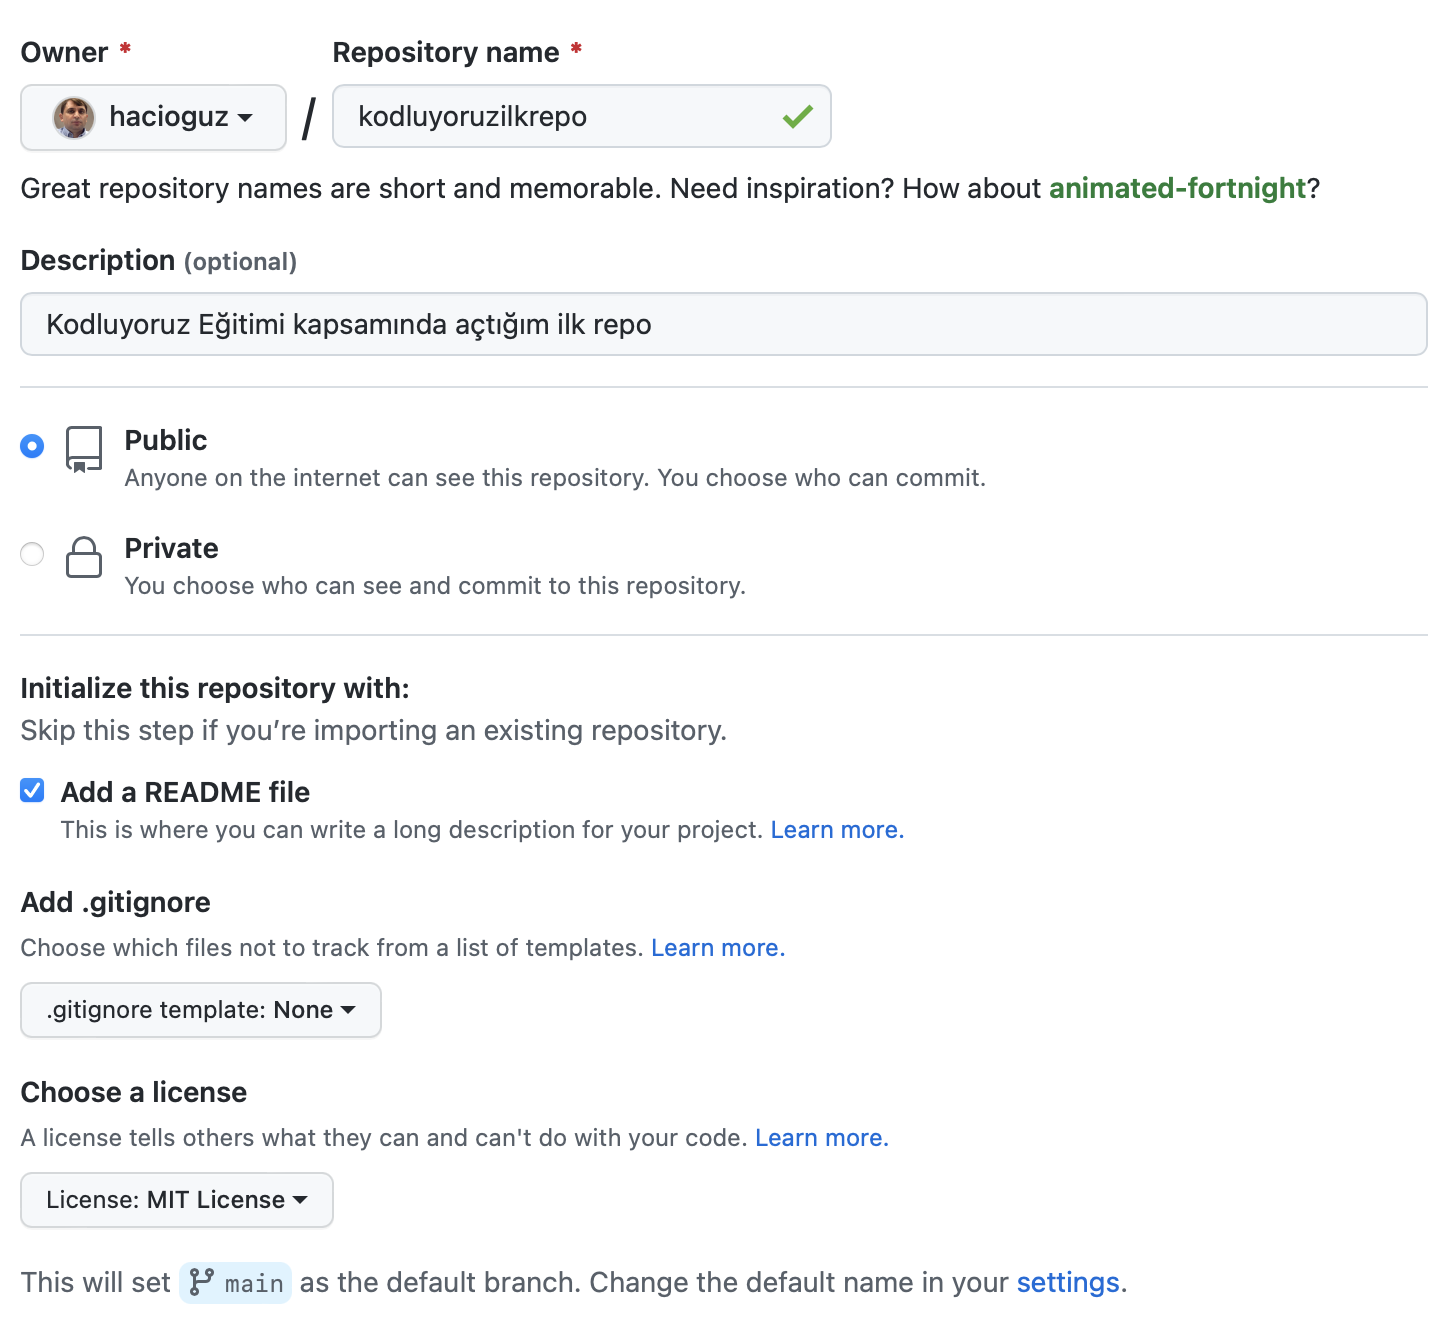 Owner * Repository name *
hacioguz / kodluyoruzilkrepo
Great repository names are short and memorable. Need inspiration? How about animated-fortnight?
Description (optional)
Kodluyoruz Eğitimi kapsamında açtığım ilk repo
Public
Anyone on the internet can see this repository. You choose who can commit.
Private
You choose who can see and commit to this repository.
Initialize this repository with:
Skip this step if you’re importing an existing repository.
Add a README file
This is where you can write a long description for your project. Learn more.
Add .gitignore
Choose which files not to track from a list of templates. Learn more.
.gitignore template: None
Choose a license
A license tells others what they can and can't do with your code. Learn more.
License: MIT License
This will set main as the default branch. Change the default name in your settings.